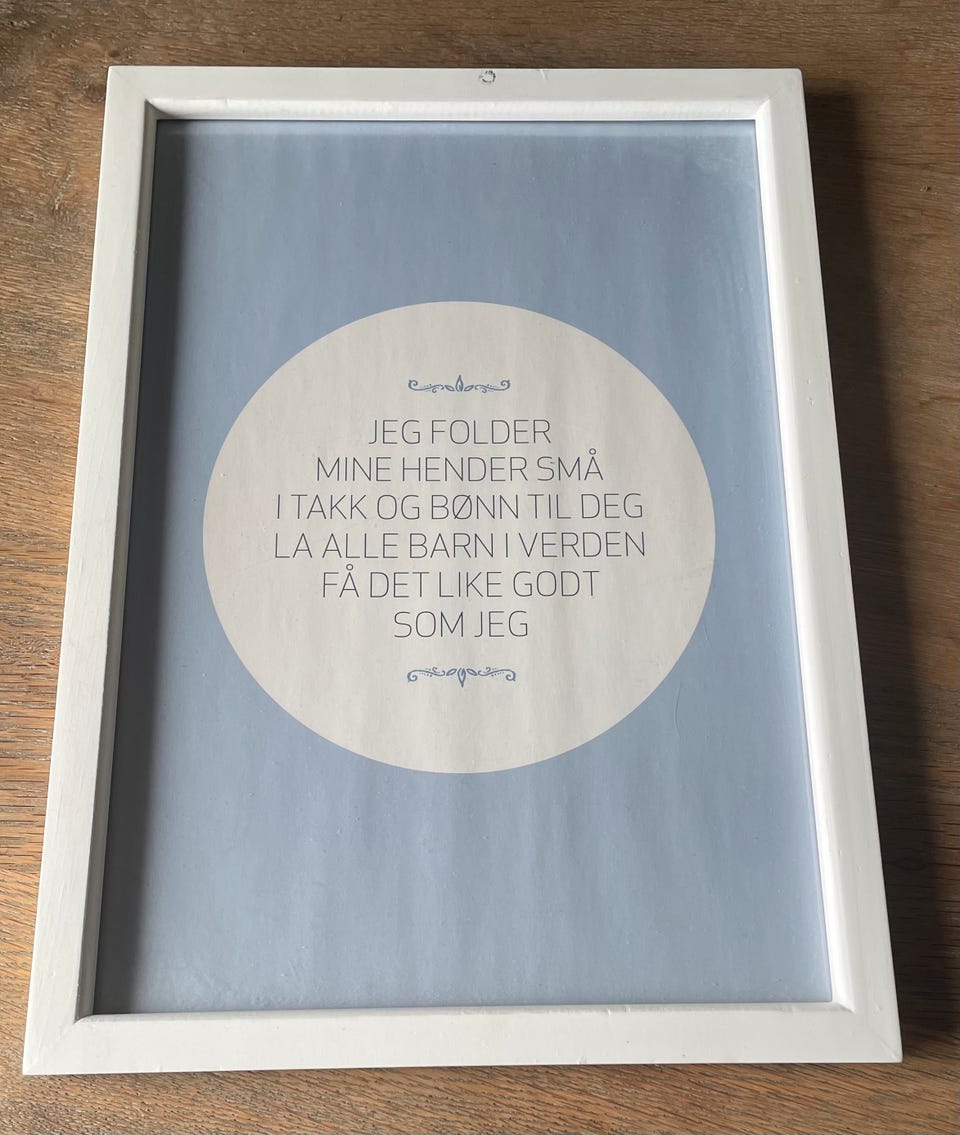 JEG FOLDER
MINE HENDER SMÅ
I TAKK OG BØNN TIL DEG
LA ALLE BARN I VERDEN
FÅ DET LIKE GODT
SOM JEG